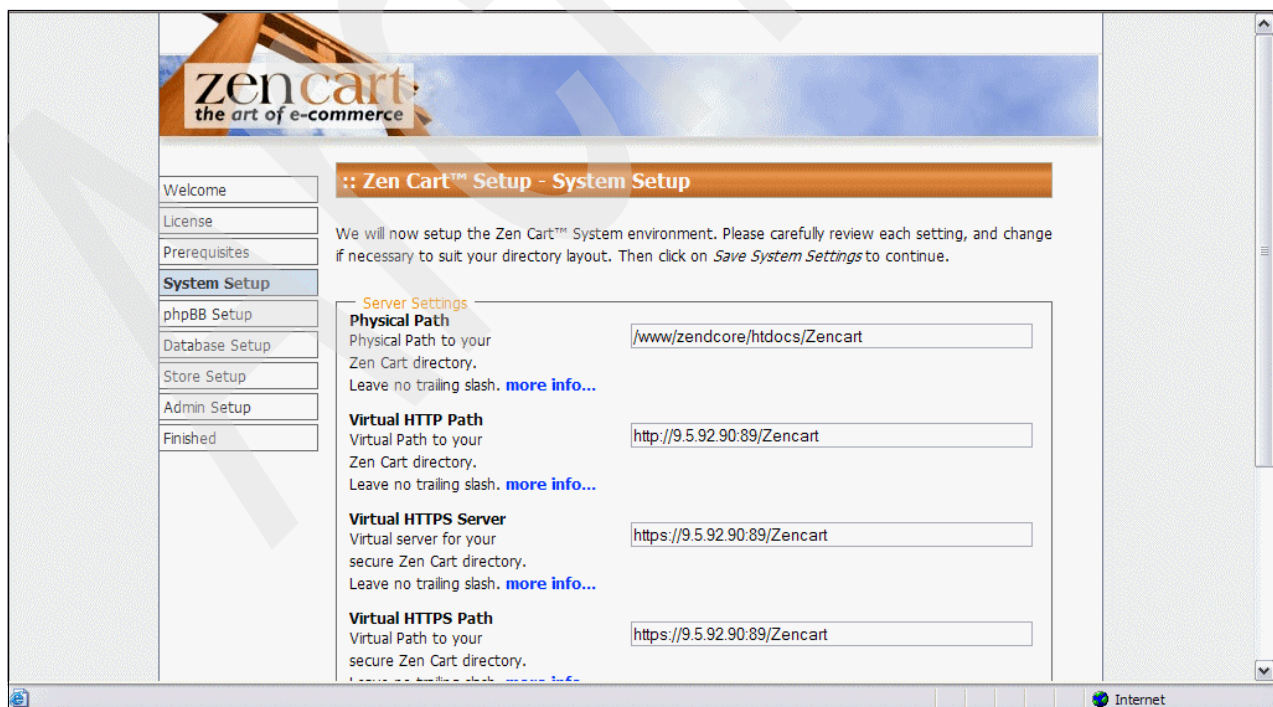 zencart
the art of e-commerce
:: Zen Cart™ Setup - System Setup
Welcome
License
Prerequisites
System Setup
phpBB Setup
Database Setup
Store Setup
Admin Setup
Finished
We will now setup the Zen Cart™ System environment. Please carefully review each setting, and change
if necessary to suit your directory layout. Then click on Save System Settings to continue.
Server Settings
Physical Path
Physical Path to your
Zen Cart directory.
Leave no trailing slash. more info...
/www/zendcore/htdocs/Zencart
Virtual HTTP Path
Virtual Path to your
Zen Cart directory.
Leave no trailing slash. more info...
http://9.5.92.90:89/Zencart
Virtual HTTPS Server
Virtual server for your
secure Zen Cart directory.
Leave no trailing slash. more info...
https://9.5.92.90:89/Zencart
Virtual HTTPS Path
Virtual Path to your
secure Zen Cart directory.
https://9.5.92.90:89/Zencart
Internet